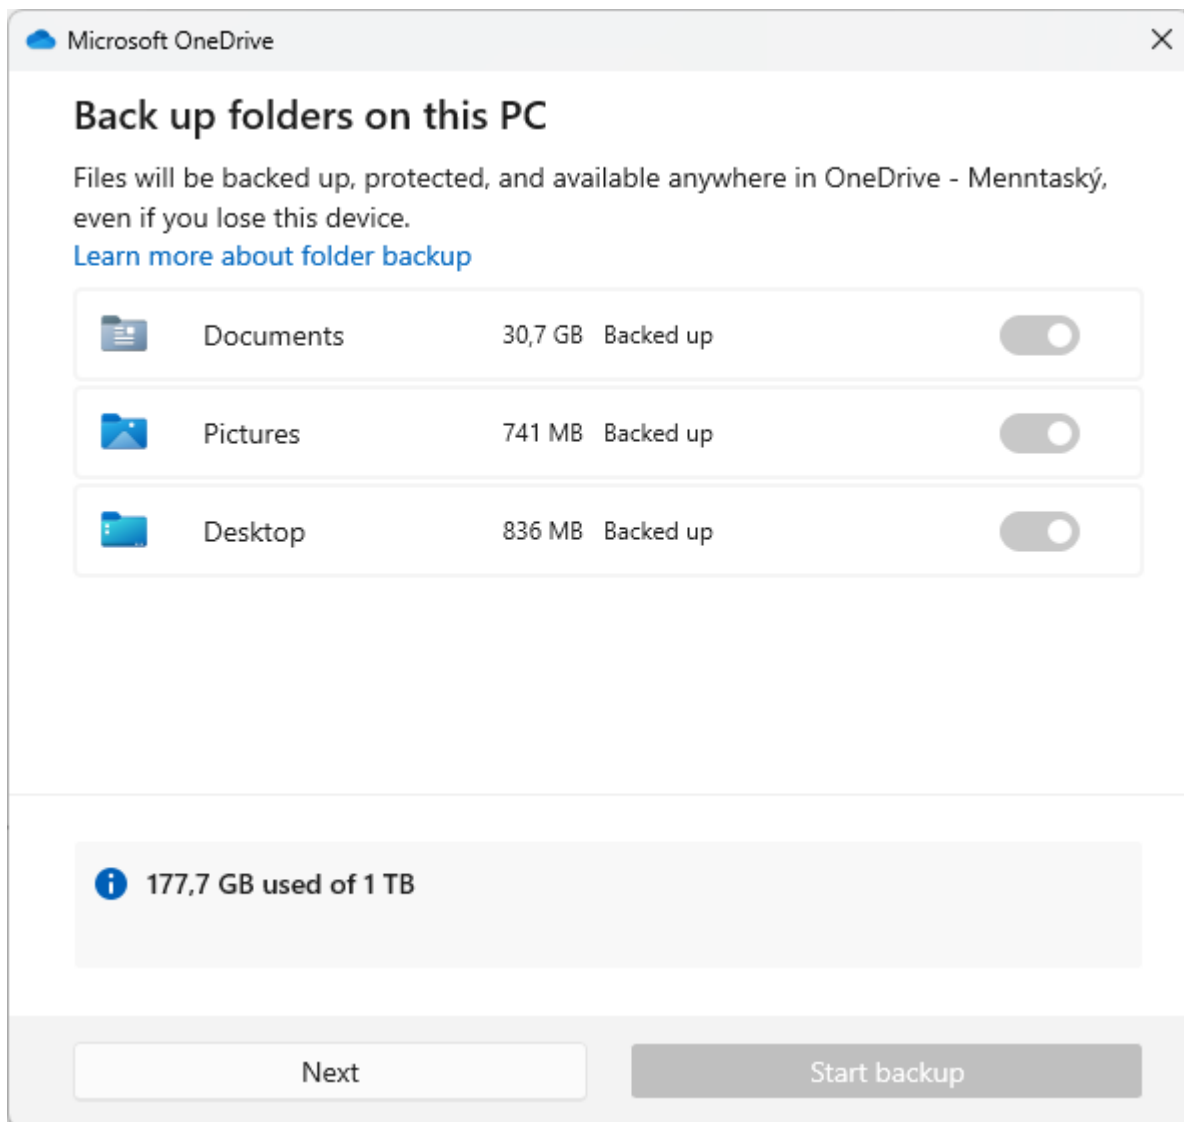 Microsoft OneDrive
Back up folders on this PC
Files will be backed up, protected, and available anywhere in OneDrive - Menntaský,
even if you lose this device.
Learn more about folder backup
Documents 30,7 GB Backed up
Pictures 741 MB Backed up
Desktop 836 MB Backed up
177,7 GB used of 1 TB
Next Start backup